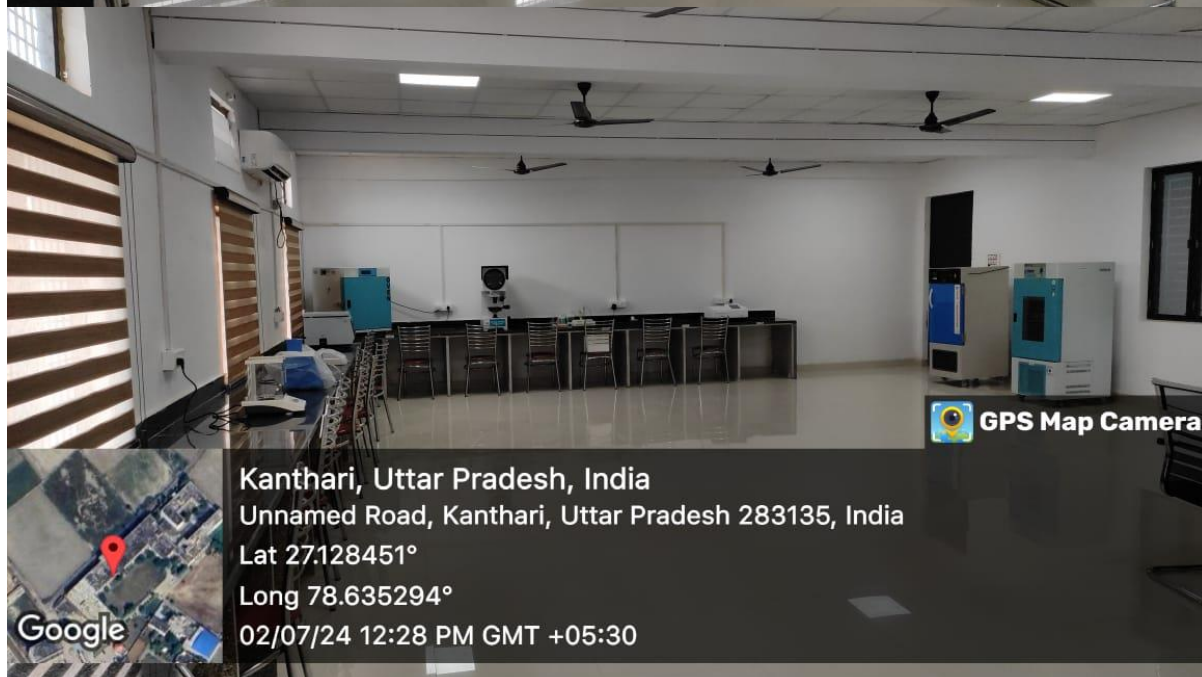 GPS Map Camera
Kanthari, Uttar Pradesh, India
Unnamed Road, Kanthari, Uttar Pradesh 283135, India
Lat 27.128451°
Long 78.635294°
02/07/24 12:28 PM GMT +05:30
Google